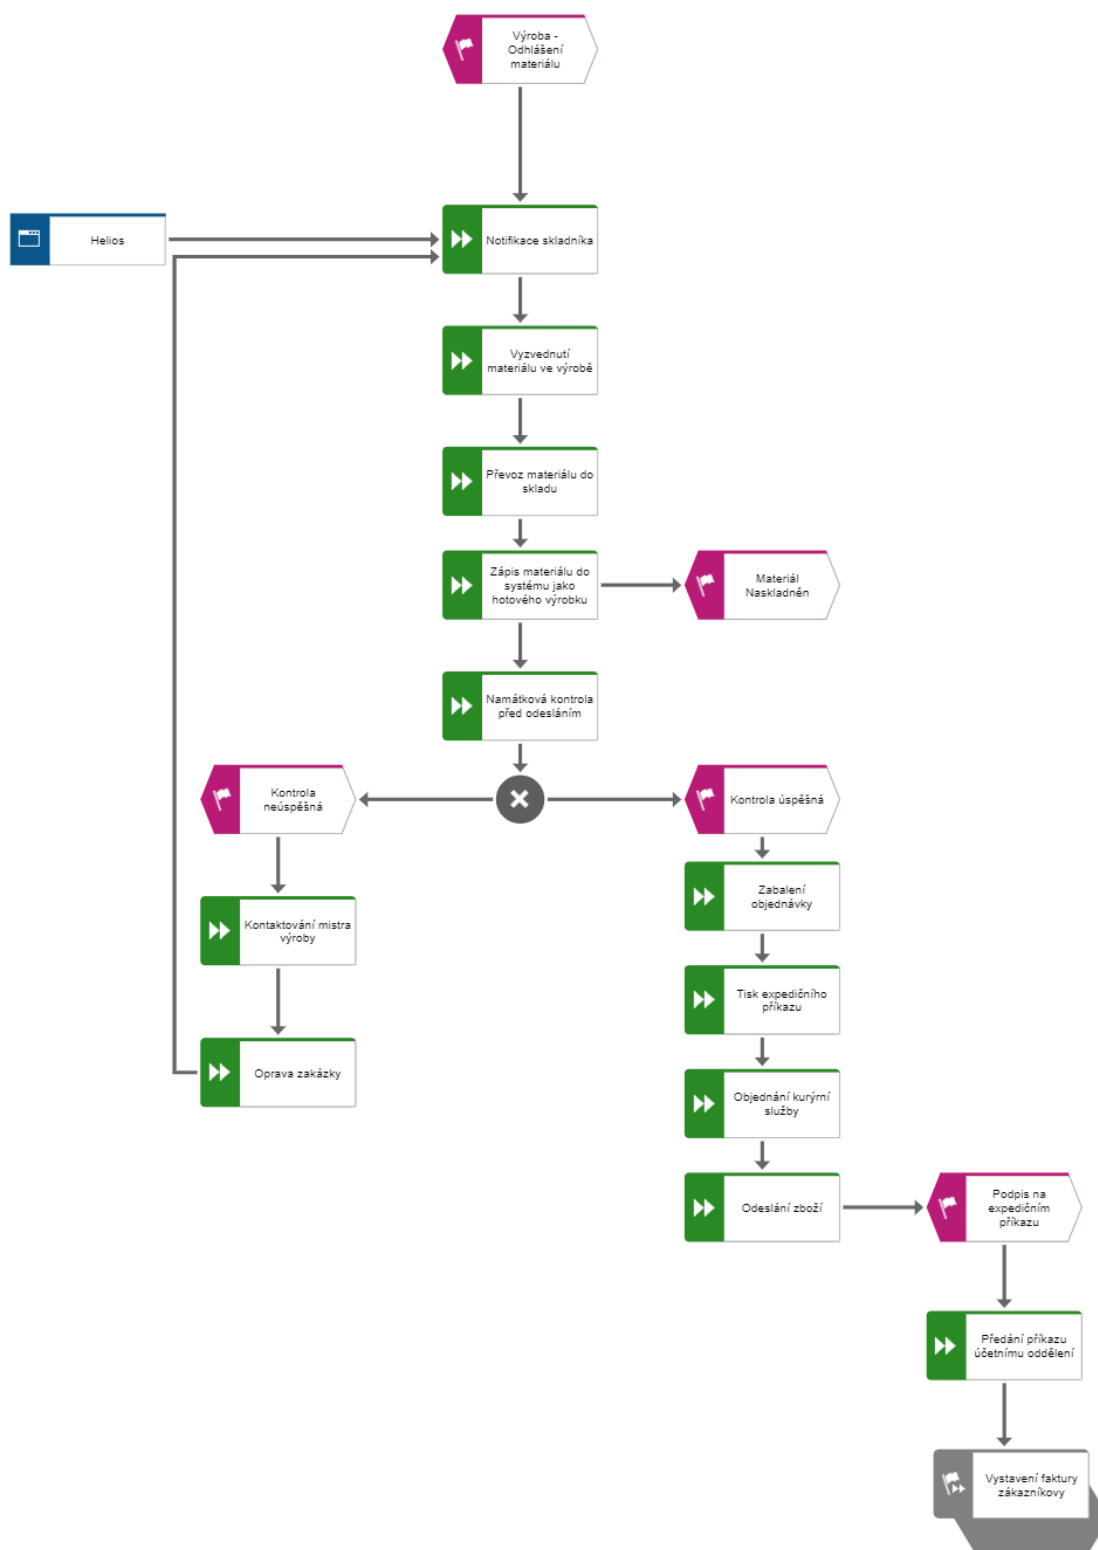 Výroba -
Odhlášení
materiálu
Helios
Notifikace skladníka
Vyzvednutí
materiálu ve výrobě
Převoz materiálu do
skladu
Zápis materiálu do
systému jako
hotového výrobku
Materiál
Naskladněn
Namátková kontrola
před odesláním
Kontrola
neúspěšná
Kontrola úspěšná
Zabalení
objednávky
Kontaktování mistra
výroby
Tisk expedičního
příkazu
Oprava zakázky
Objednání kurýrní
služby
Odeslání zboží
Podpis na
expedičním
příkazu
Předání příkazu
účetnímu oddělení
Vystavení faktury
zákazníkovy